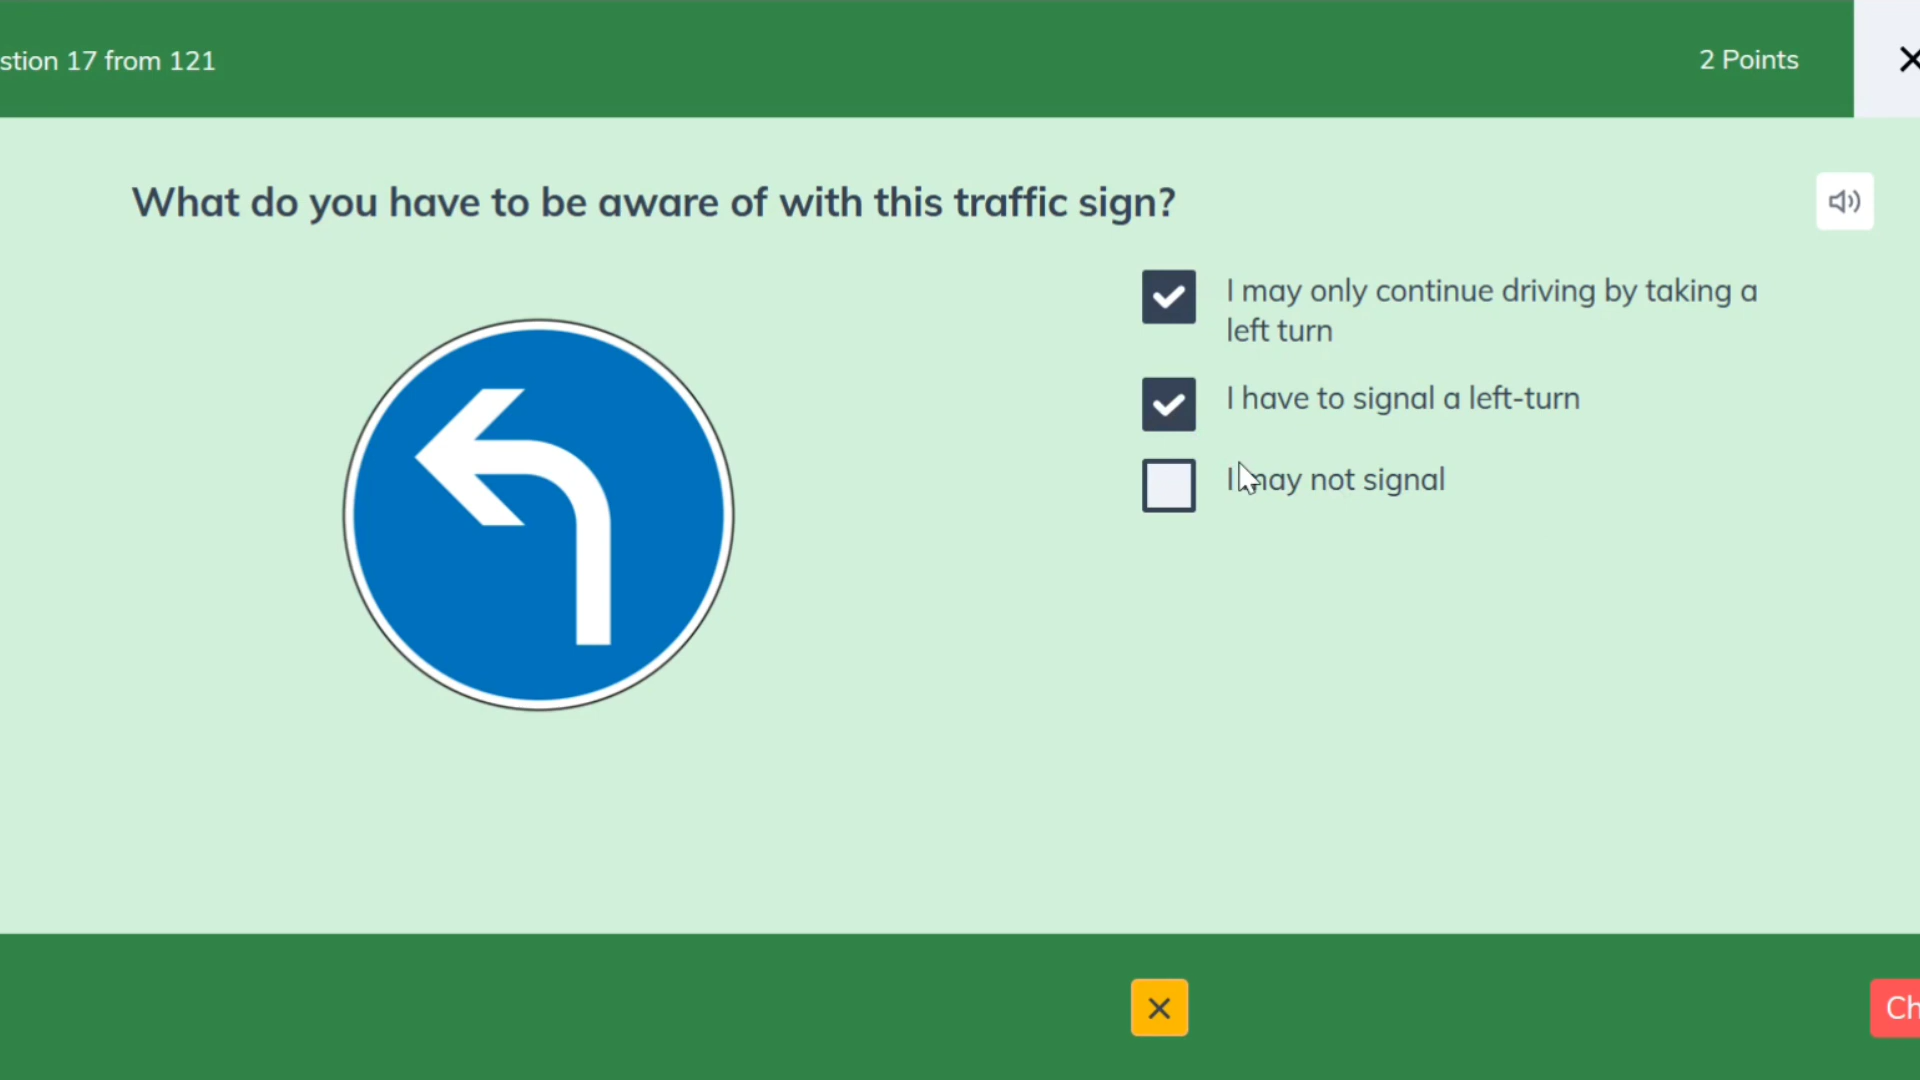 stion 17 from 121
2 Points
What do you have to be aware of with this traffic sign?
I may only continue driving by taking a
left turn
I have to signal a left-turn
I may not signal
Ch